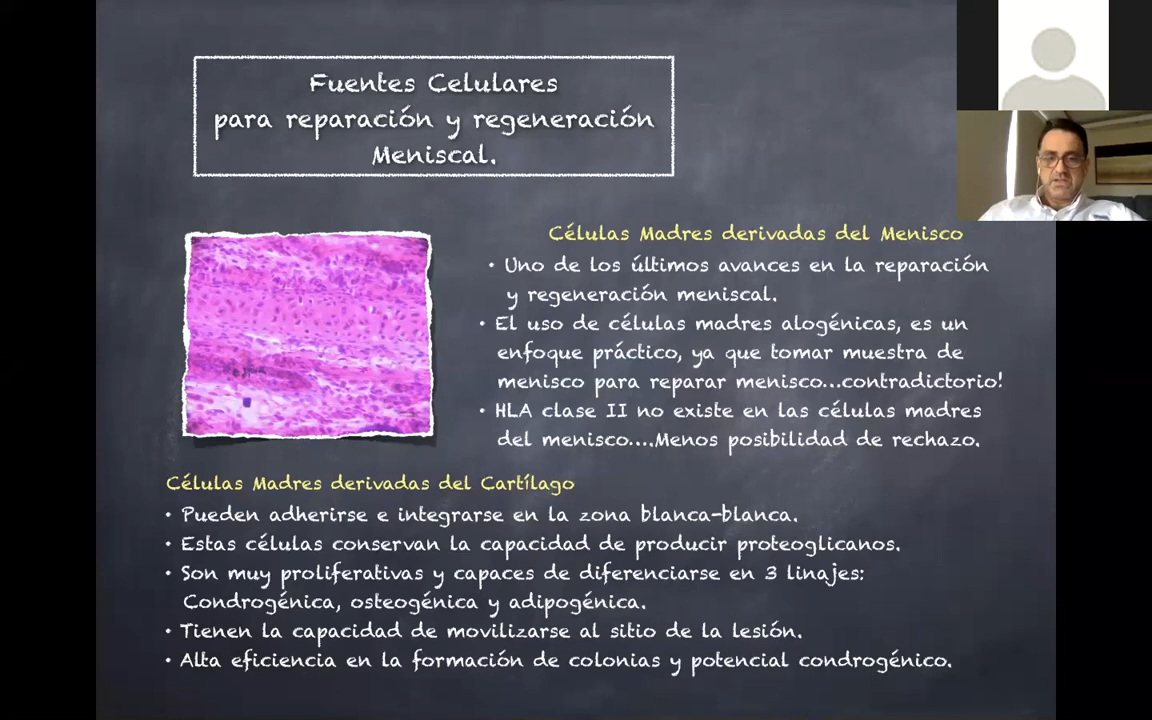 Fuentes Celulares
para reparación y regeneración
Meniscal.
Células Madres derivadas del Menisco
• Uno de los últimos avances en la reparación
y regeneración meniscal.
• El uso de células madres alogénicas, es un
enfoque práctico, ya que tomar muestra de
menisco para reparar menisco...contradictorio!
• HLA clase II no existe en las células madres
del menisco....Menos posibilidad de rechazo.
Células Madres derivadas del Cartílago
• Pueden adherirse e integrarse en la zona blanca-blanca.
• Estas células conservan la capacidad de producir proteoglicanos.
• Son muy proliferativas y capaces de diferenciarse en 3 linajes:
Condrogénica, osteogénica y adipogénica.
• Tienen la capacidad de movilizarse al sitio de la lesión.
• Alta eficiencia en la formación de colonias y potencial condrogénico.